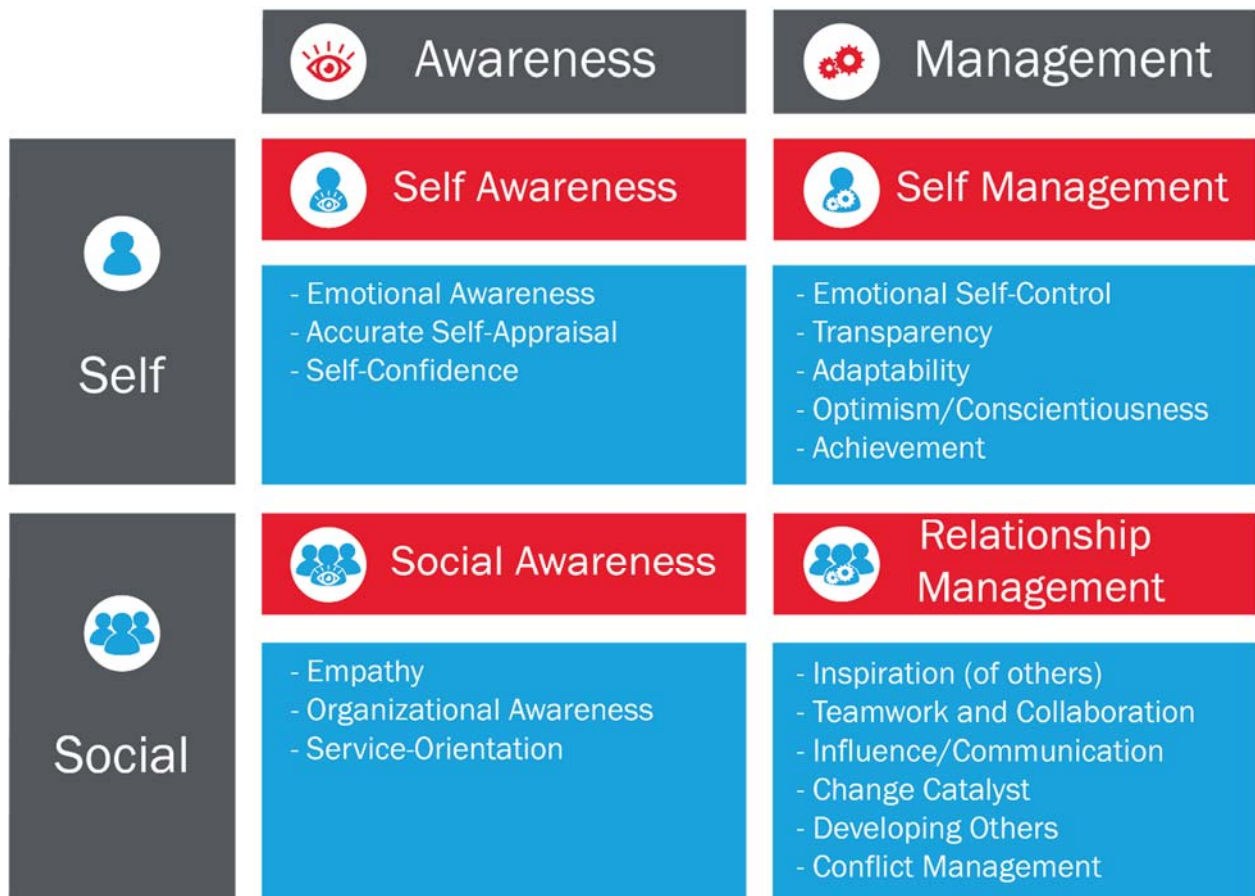 Awareness
Management
Self
Self Awareness
- Emotional Awareness
- Accurate Self-Appraisal
- Self-Confidence
Self Management
- Emotional Self-Control
- Transparency
- Adaptability
- Optimism/Conscientiousness
- Achievement
Social
Social Awareness
- Empathy
- Organizational Awareness
- Service-Orientation
Relationship
Management
- Inspiration (of others)
- Teamwork and Collaboration
- Influence/Communication
- Change Catalyst
- Developing Others
- Conflict Management